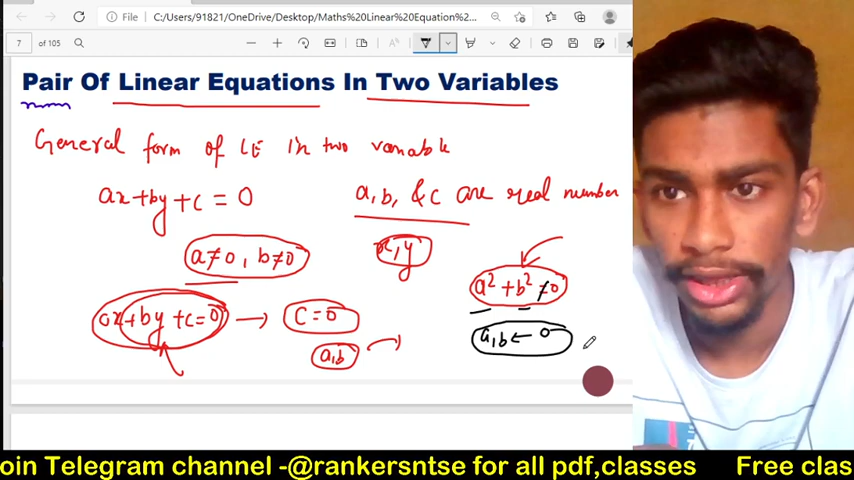 File | C:/Users/91821/OneDrive/Desktop/Maths%20Linear%20Equation%2...
7 of 105
Pair Of Linear Equations In Two Variables
General form of LE in two variable
ax+by+c=0 a,b, & c are real number
a≠0, b≠0 x,y
a²+b²≠0
ax+by+c=0 → c=0
a,b ← 0
a,b
oin Telegram channel -@rankersntse for all pdf,classes Free clas